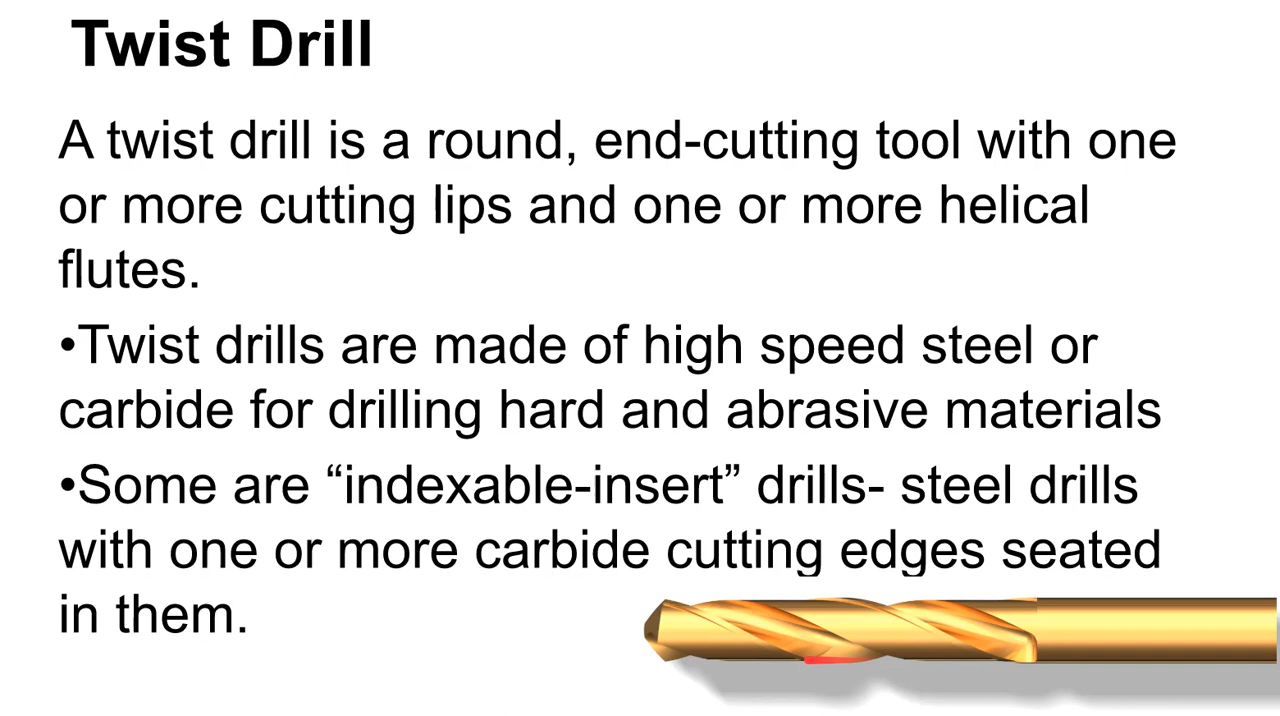 Twist Drill
A twist drill is a round, end-cutting tool with one
or more cutting lips and one or more helical
flutes.
•Twist drills are made of high speed steel or
carbide for drilling hard and abrasive materials
•Some are “indexable-insert” drills- steel drills
with one or more carbide cutting edges seated
in them.